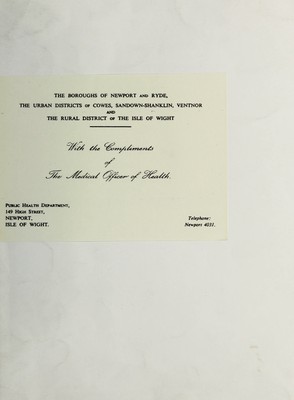 THE BOROUGHS OF NEWPORT AND RYDE,
THE URBAN DISTRICTS OF COWES, SANDOWN-SHANKLIN, VENTNOR
AND
THE RURAL DISTRICT OF THE ISLE OF WIGHT
With the Compliments
of
The Medical Officer of Health.
PUBLIC HEALTH DEPARTMENT,
149 HIGH STREET,
NEWPORT,
ISLE OF WIGHT.
Telephone:
Newport 4031.